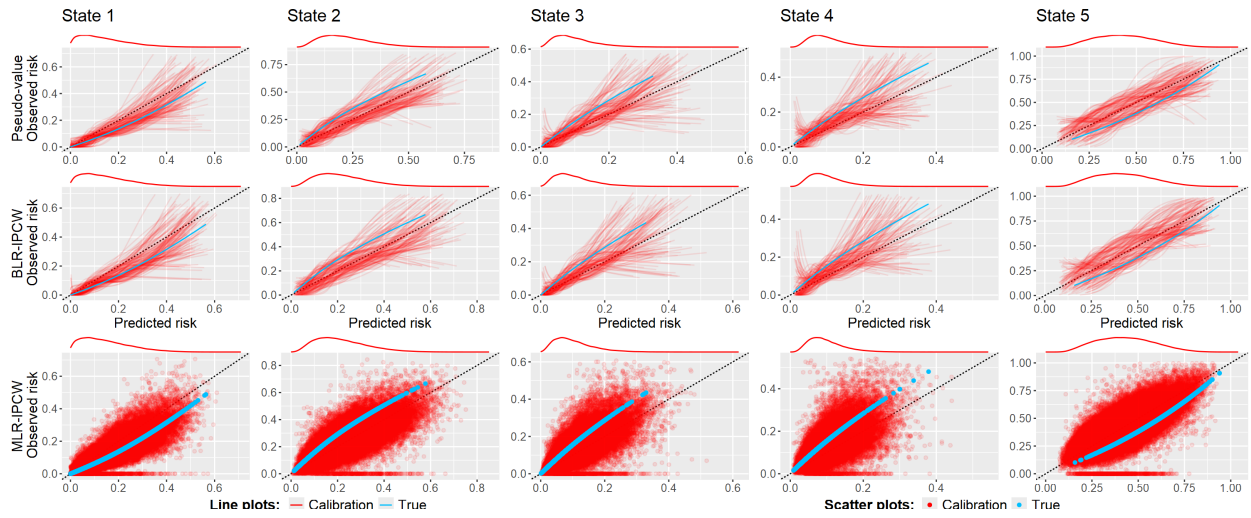 State 1 State 2 State 3 State 4 State 5
Pseudo-value
Observed risk
0.6
0.4
0.2
0.0
0.0 0.2 0.4 0.6
0.75
0.50
0.25
0.00
0.00 0.25 0.50 0.75
0.6
0.4
0.2
0.0
0.0 0.2 0.4 0.6
0.4
0.2
0.0
0.0 0.2 0.4
1.00
0.75
0.50
0.25
0.00
0.00 0.25 0.50 0.75 1.00
BLR-IPCW
Observed risk
0.6
0.4
0.2
0.0
0.0 0.2 0.4 0.6
Predicted risk
0.8
0.6
0.4
0.2
0.0
0.0 0.2 0.4 0.6 0.8
Predicted risk
0.4
0.2
0.0
0.0 0.2 0.4 0.6
Predicted risk
0.4
0.2
0.0
0.0 0.2 0.4
Predicted risk
1.00
0.75
0.50
0.25
0.00
0.00 0.25 0.50 0.75 1.00
Predicted risk
MLR-IPCW
Observed risk
0.6
0.4
0.2
0.0
0.0 0.2 0.4 0.6
0.8
0.6
0.4
0.2
0.0
0.0 0.2 0.4 0.6 0.8
0.6
0.4
0.2
0.0
0.0 0.2 0.4 0.6
0.4
0.2
0.0
0.0 0.2 0.4
1.00
0.75
0.50
0.25
0.00
0.00 0.25 0.50 0.75 1.00
Line plots: Calibration True Scatter plots: Calibration True